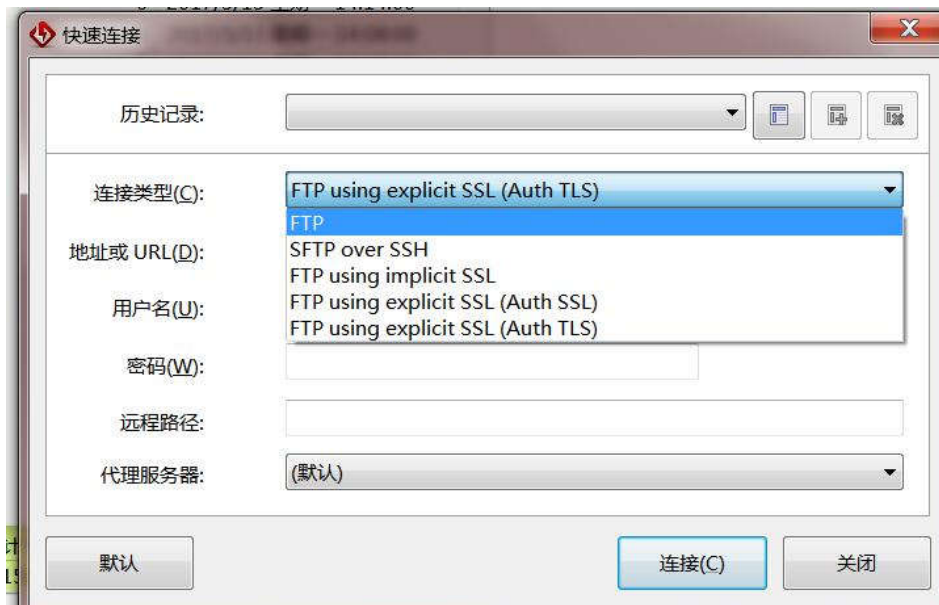 快速连接
历史记录:
连接类型(C): FTP using explicit SSL (Auth TLS)
FTP
地址或 URL(D): SFTP over SSH
FTP using implicit SSL
用户名(U): FTP using explicit SSL (Auth SSL)
FTP using explicit SSL (Auth TLS)
密码(W):
远程路径:
代理服务器: (默认)
默认 连接(C) 关闭